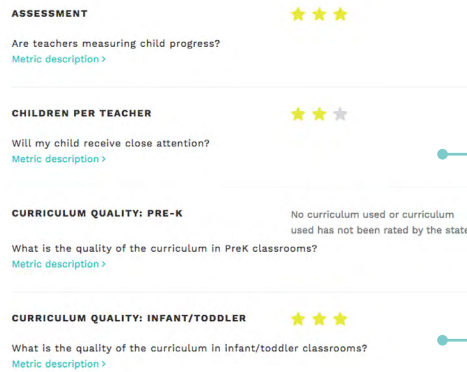 ASSESSMENT
Are teachers measuring child progress?
Metric description >
CHILDREN PER TEACHER
Will my child receive close attention?
Metric description >
CURRICULUM QUALITY: PRE-K
No curriculum used or curriculum
used has not been rated by the state
What is the quality of the curriculum in PreK classrooms?
Metric description >
CURRICULUM QUALITY: INFANT/TODDLER
What is the quality of the curriculum in infant/toddler classrooms?
Metric description >